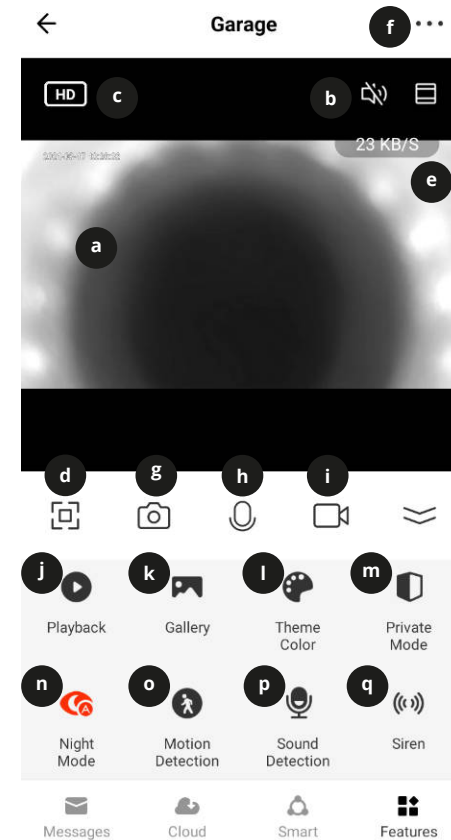 Garage
f
HD
c
b
23 KB/S
e
a
d
g
h
i
j
k
l
m
Playback
Gallery
Theme
Color
Private
Mode
n
o
p
q
Night
Mode
Motion
Detection
Sound
Detection
Siren
Messages
Cloud
Smart
Features